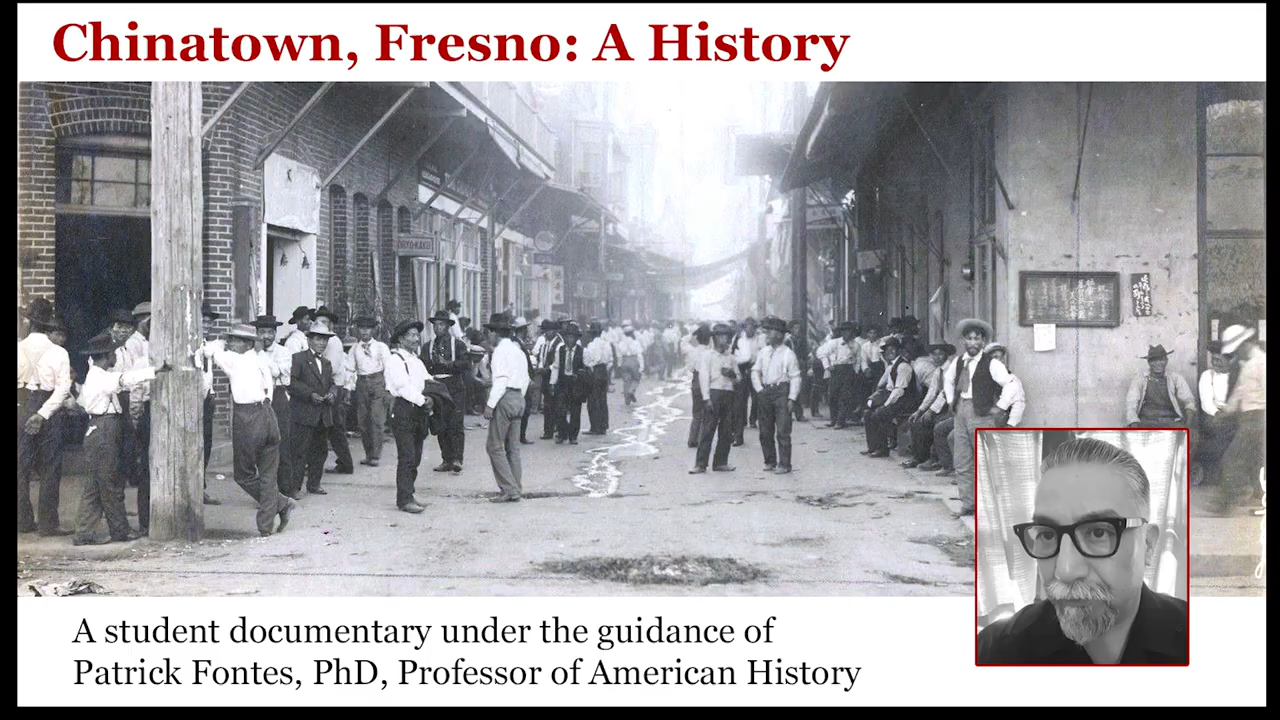 Chinatown, Fresno: A History
A student documentary under the guidance of
Patrick Fontes, PhD, Professor of American History